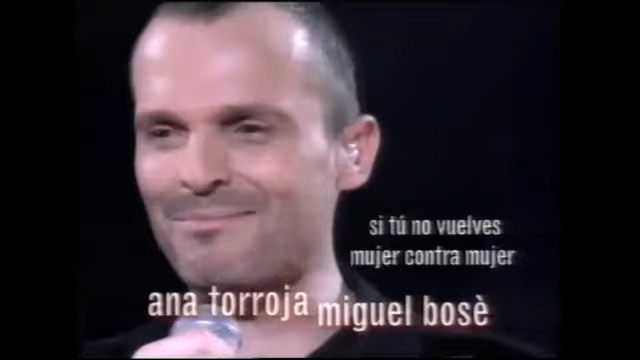 si tú no vuelves
mujer contra mujer
ana torroja miguel bosè